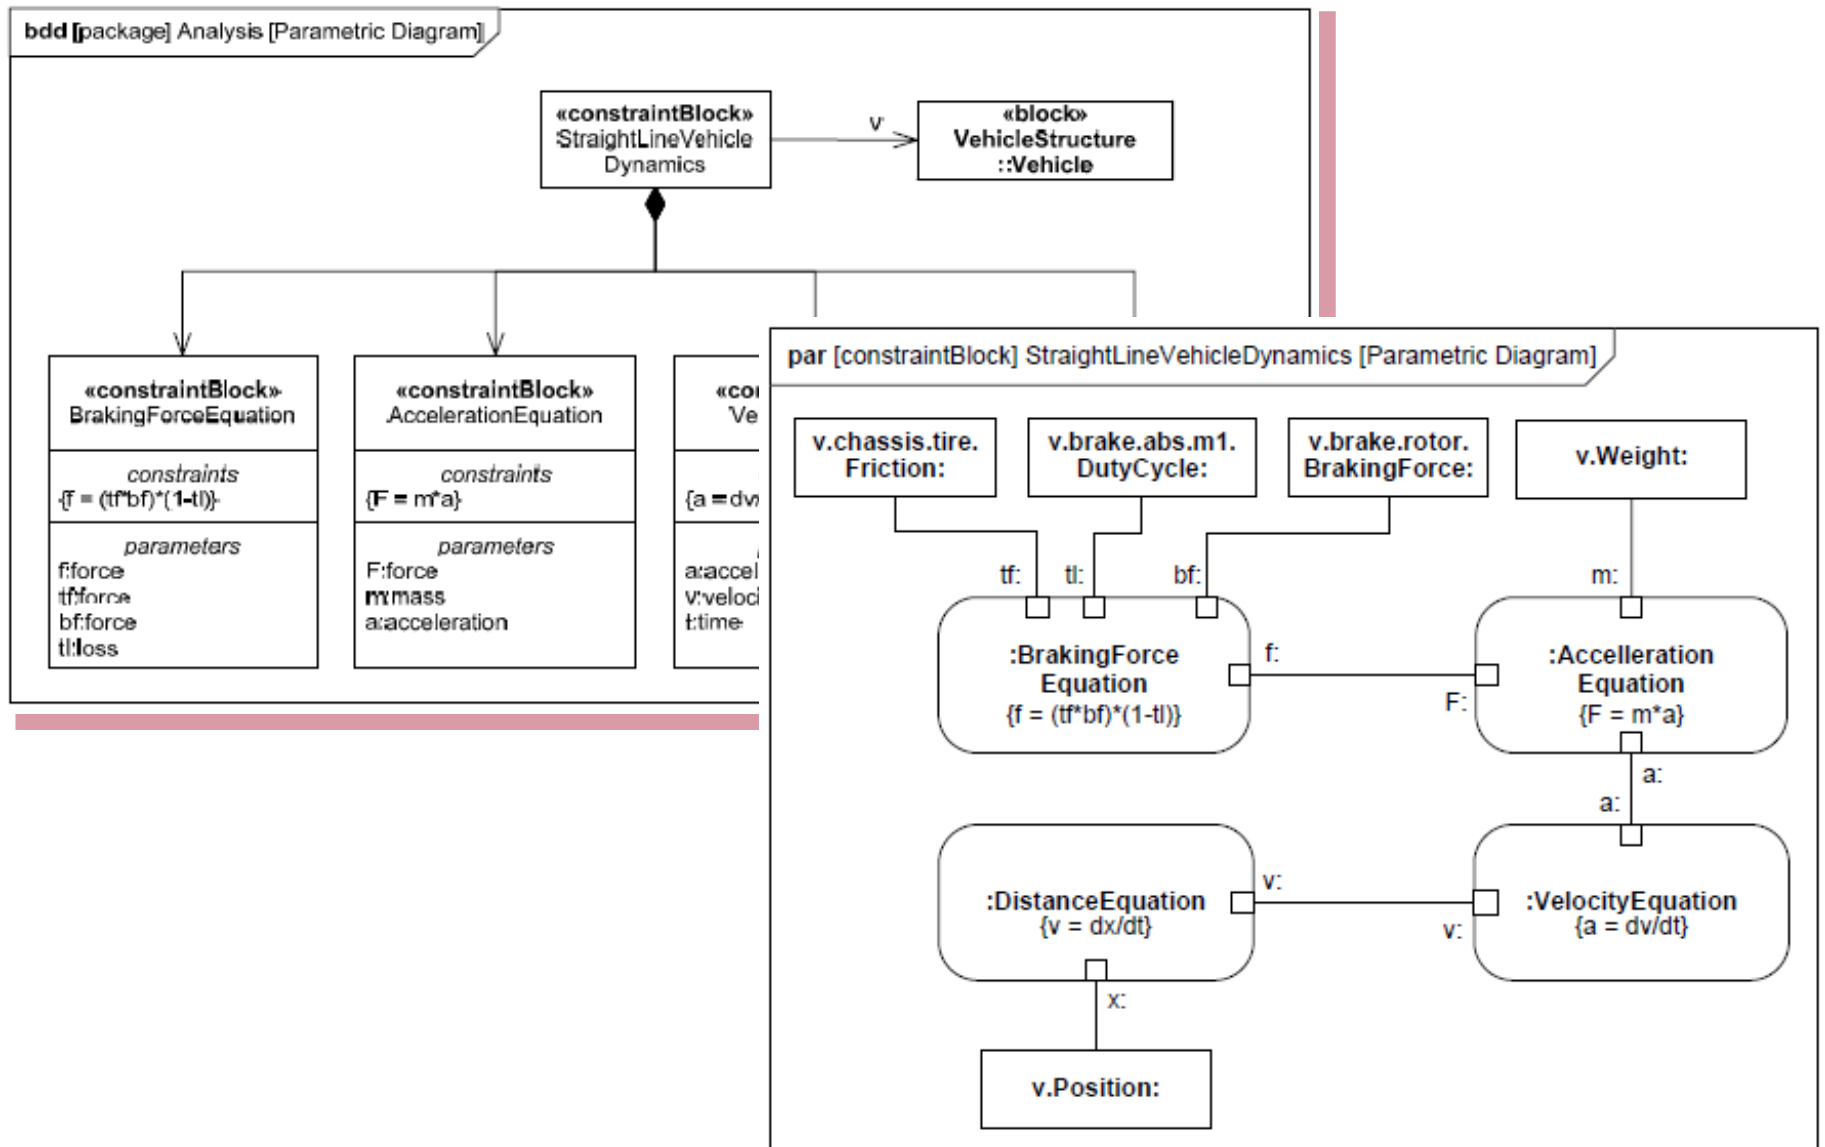 bdd [package] Analysis [Parametric Diagram]
«constraintBlock»
StraightLineVehicle
Dynamics
v
«block»
VehicleStructure
::Vehicle
«constraintBlock»
BrakingForceEquation
constraints
{f = (tf*bf)*(1-tl)}
parameters
f:force
tf:force
bf:force
tl:loss
«constraintBlock»
AccelerationEquation
constraints
{F = m*a}
parameters
F:force
m:mass
a:acceleration
«con
Ve
{a = dv
a:accel
v:veloci
t:time
par [constraintBlock] StraightLineVehicleDynamics [Parametric Diagram]
v.chassis.tire.
Friction:
v.brake.abs.m1.
DutyCycle:
v.brake.rotor.
BrakingForce:
v.Weight:
tf:
tl:
bf:
m:
:BrakingForce
Equation
{f = (tf*bf)*(1-tl)}
f:
F:
:Accelleration
Equation
{F = m*a}
a:
a:
:DistanceEquation
{v = dx/dt}
v:
v:
:VelocityEquation
{a = dv/dt}
x:
v.Position: